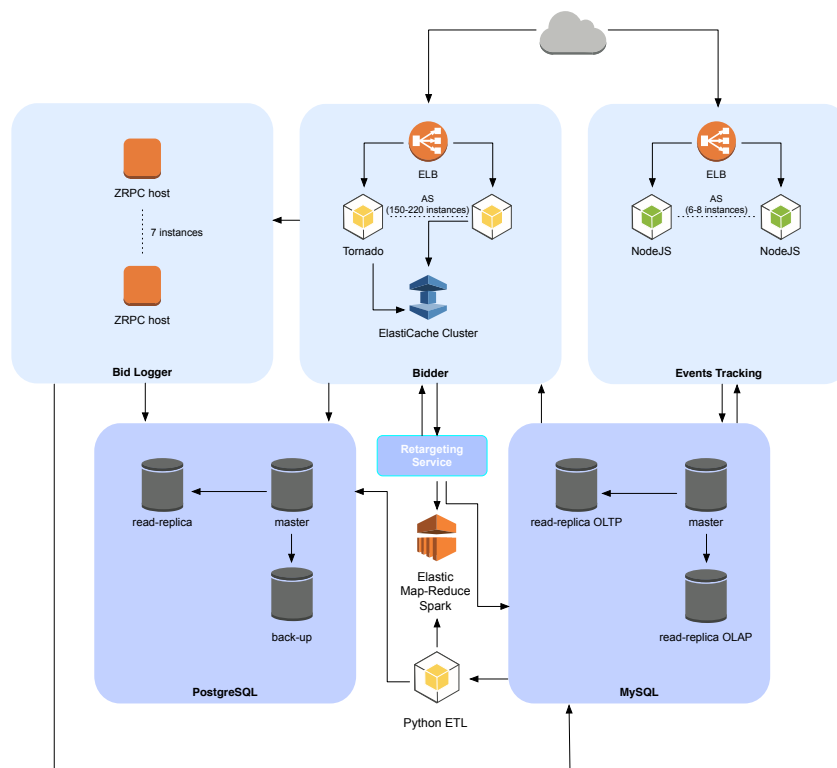 ELB
ELB
ZRPC host
AS
(150-220 instances)
AS
(6-8 instances)
7 instances
Tornado
NodeJS
NodeJS
ZRPC host
ElastiCache Cluster
Bid Logger
Bidder
Events Tracking
Retargeting
Service
read-replica
master
read-replica OLTP
master
Elastic
Map-Reduce
Spark
back-up
read-replica OLAP
PostgreSQL
MySQL
Python ETL